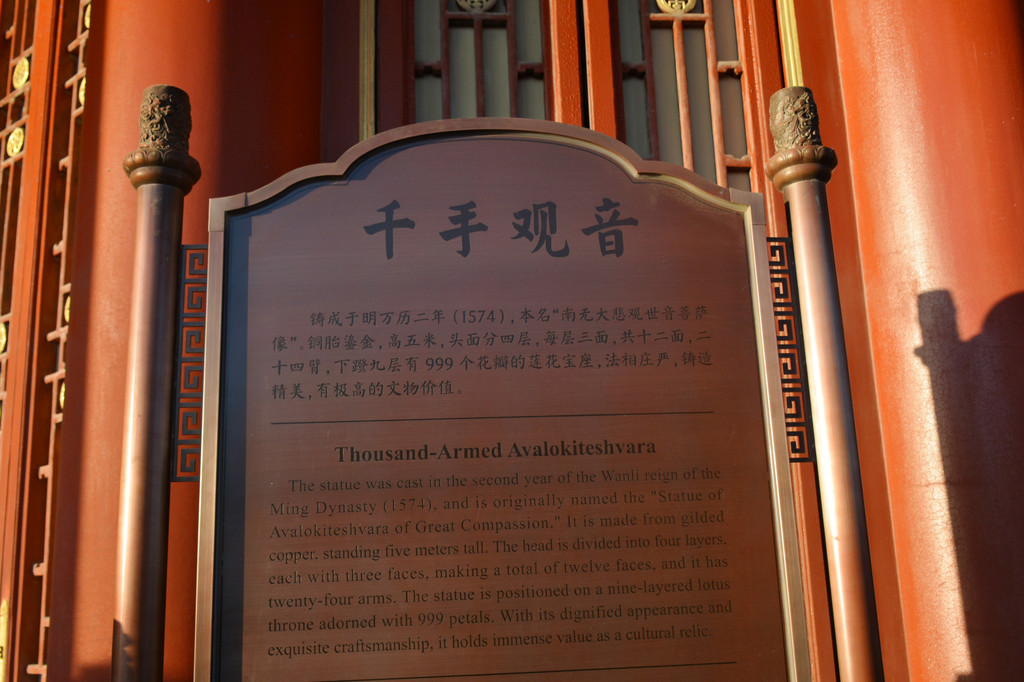 千手观音
铸成于明万历二年（1574），本名“南无大悲观世音菩萨
像”。铜胎鎏金，高五米，头面分四层，每层三面，共十二面，二
十四臂，下蹬九层有 999 个花瓣的莲花宝座，法相庄严，铸造
精美，有极高的文物价值。
Thousand-Armed Avalokiteshvara
The statue was cast in the second year of the Wanli reign of the
Ming Dynasty (1574), and is originally named the "Statue of
Avalokiteshvara of Great Compassion." It is made from gilded
copper, standing five meters tall. The head is divided into four layers,
each with three faces, making a total of twelve faces, and it has
twenty-four arms. The statue is positioned on a nine-layered lotus
throne adorned with 999 petals. With its dignified appearance and
exquisite craftsmanship, it holds immense value as a cultural relic.